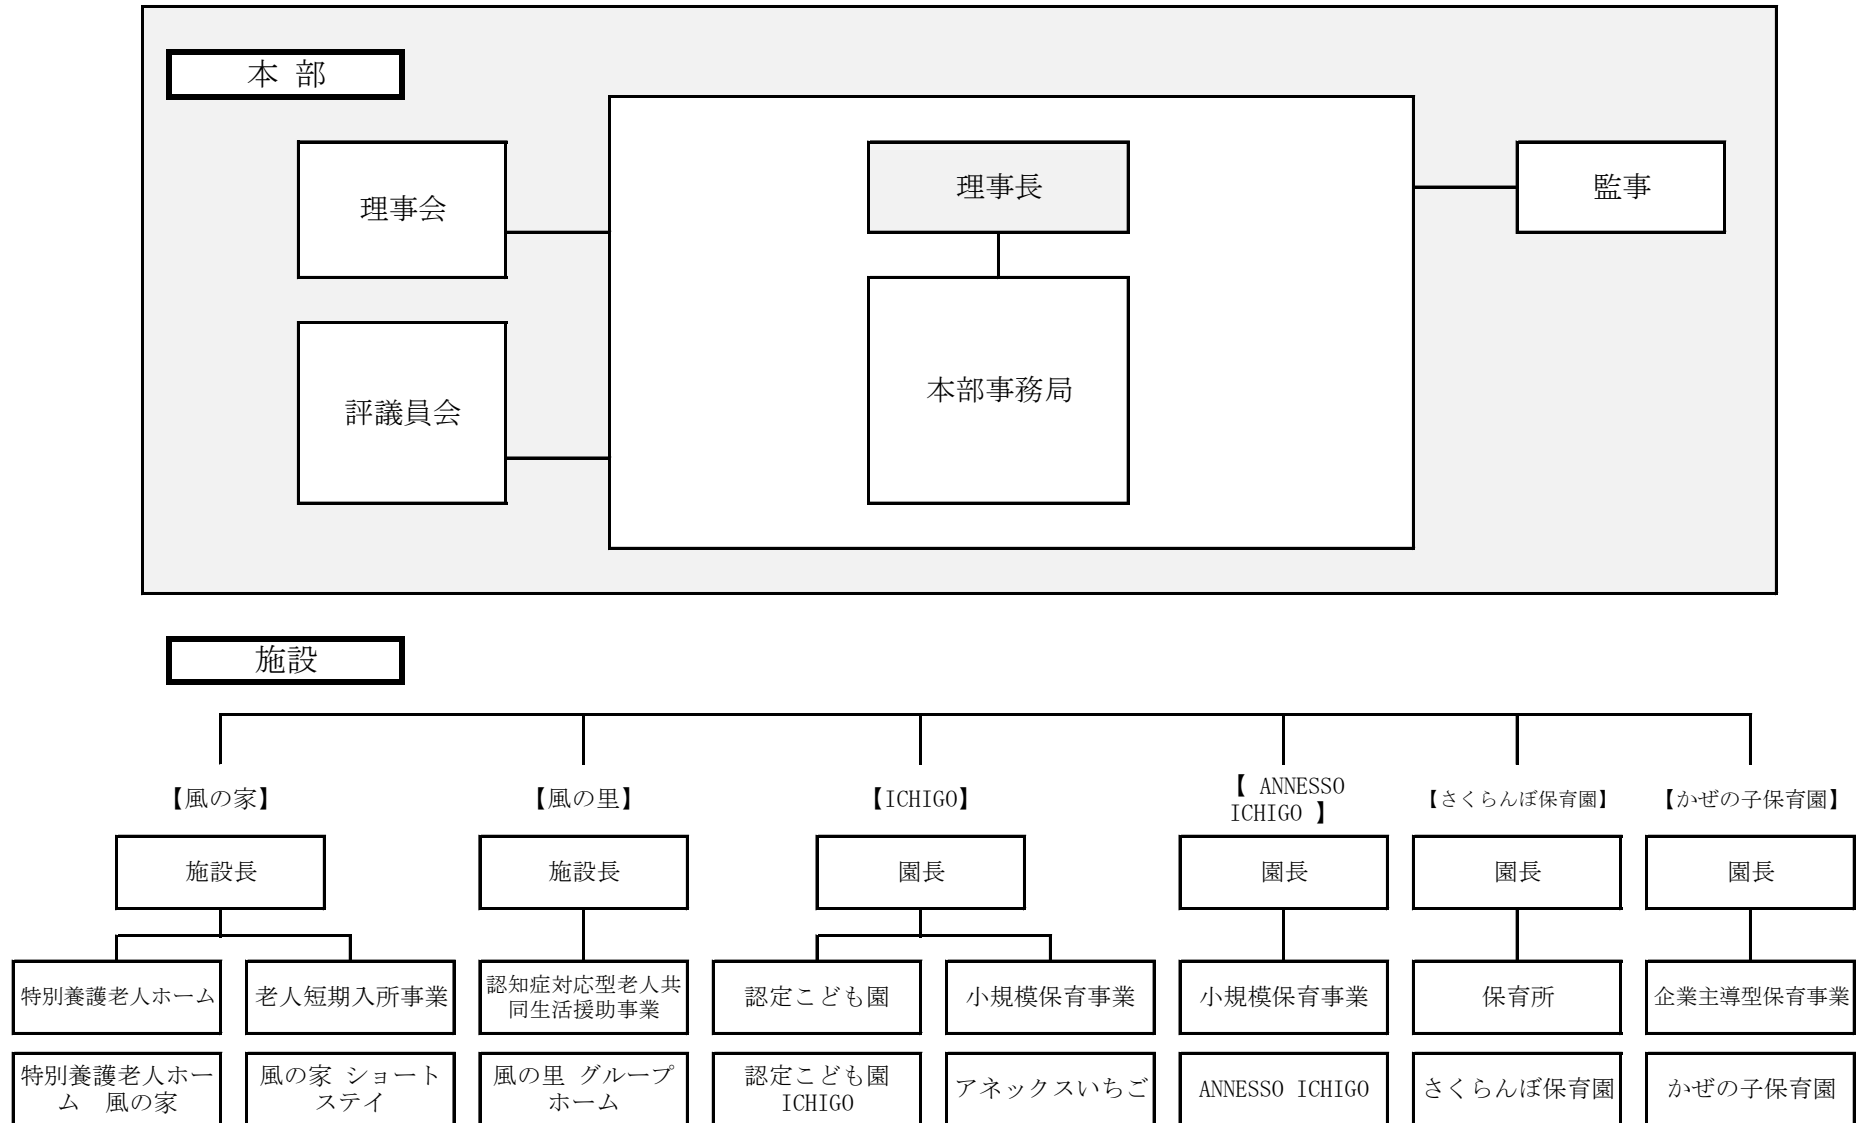 本 部
理事会
理事長
監事
評議員会
本部事務局
施設
【風の家】
【風の里】
【ICHIGO】
【 ANNESSO
ICHIGO 】
【さくらんぼ保育園】
【かぜの子保育園】
施設長
施設長
園長
園長
園長
園長
特別養護老人ホーム
老人短期入所事業
認知症対応型老人共
同生活援助事業
認定こども園
小規模保育事業
小規模保育事業
保育所
企業主導型保育事業
特別養護老人ホー
ム 風の家
風の家 ショート
ステイ
風の里 グループ
ホーム
認定こども園
ICHIGO
アネックスいちご
ANNESSO ICHIGO
さくらんぼ保育園
かぜの子保育園